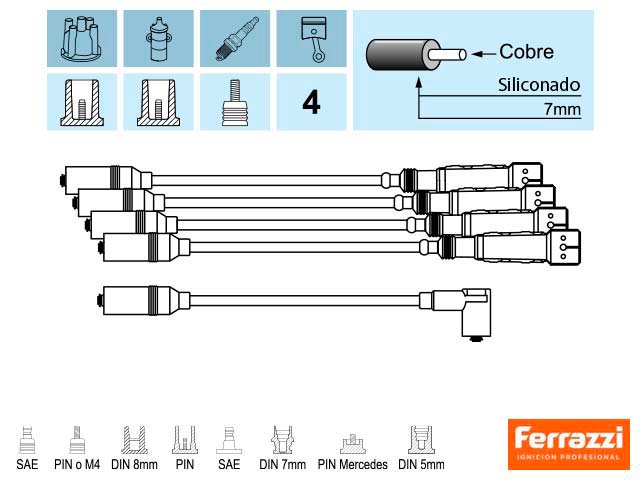 Cobre
Siliconado
7mm
4
SAE PIN o M4 DIN 8mm PIN SAE DIN 7mm PIN Mercedes DIN 5mm
Ferrazzi
IGNICION PROFESIONAL